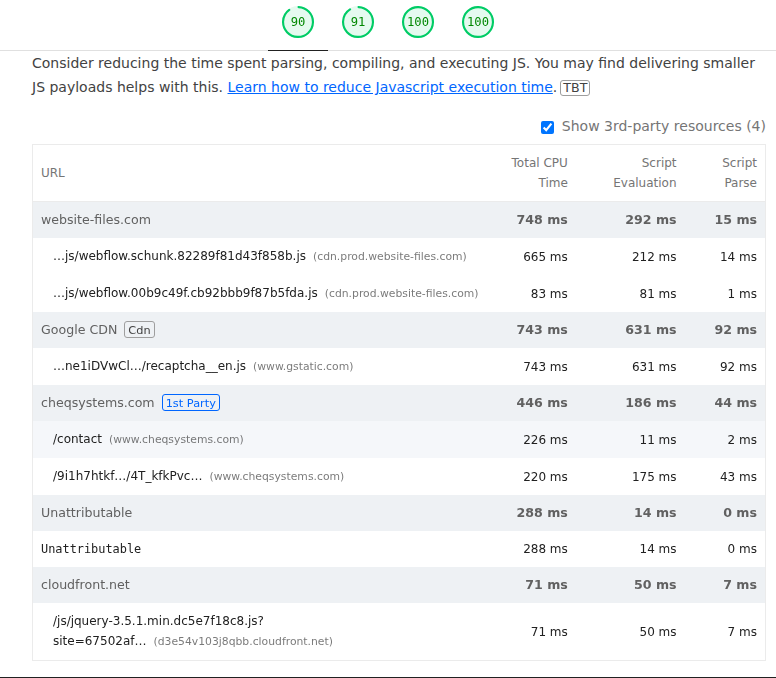 90 91 100 100
Consider reducing the time spent parsing, compiling, and executing JS. You may find delivering smaller
JS payloads helps with this. Learn how to reduce Javascript execution time. TBT
Show 3rd-party resources (4)
URL Total CPU Time Script Evaluation Script Parse
website-files.com 748 ms 292 ms 15 ms
…js/webflow.schunk.82289f81d43f858b.js (cdn.prod.website-files.com) 665 ms 212 ms 14 ms
…js/webflow.00b9c49f.cb92bbb9f87b5fda.js (cdn.prod.website-files.com) 83 ms 81 ms 1 ms
Google CDN Cdn 743 ms 631 ms 92 ms
…ne1iDVwCl…/recaptcha__en.js (www.gstatic.com) 743 ms 631 ms 92 ms
cheqsystems.com 1st Party 446 ms 186 ms 44 ms
/contact (www.cheqsystems.com) 226 ms 11 ms 2 ms
/9i1h7htkf…/4T_kfkPvc… (www.cheqsystems.com) 220 ms 175 ms 43 ms
Unattributable 288 ms 14 ms 0 ms
Unattributable 288 ms 14 ms 0 ms
cloudfront.net 71 ms 50 ms 7 ms
/js/jquery-3.5.1.min.dc5e7f18c8.js?
site=67502af… (d3e54v103j8qbb.cloudfront.net) 71 ms 50 ms 7 ms